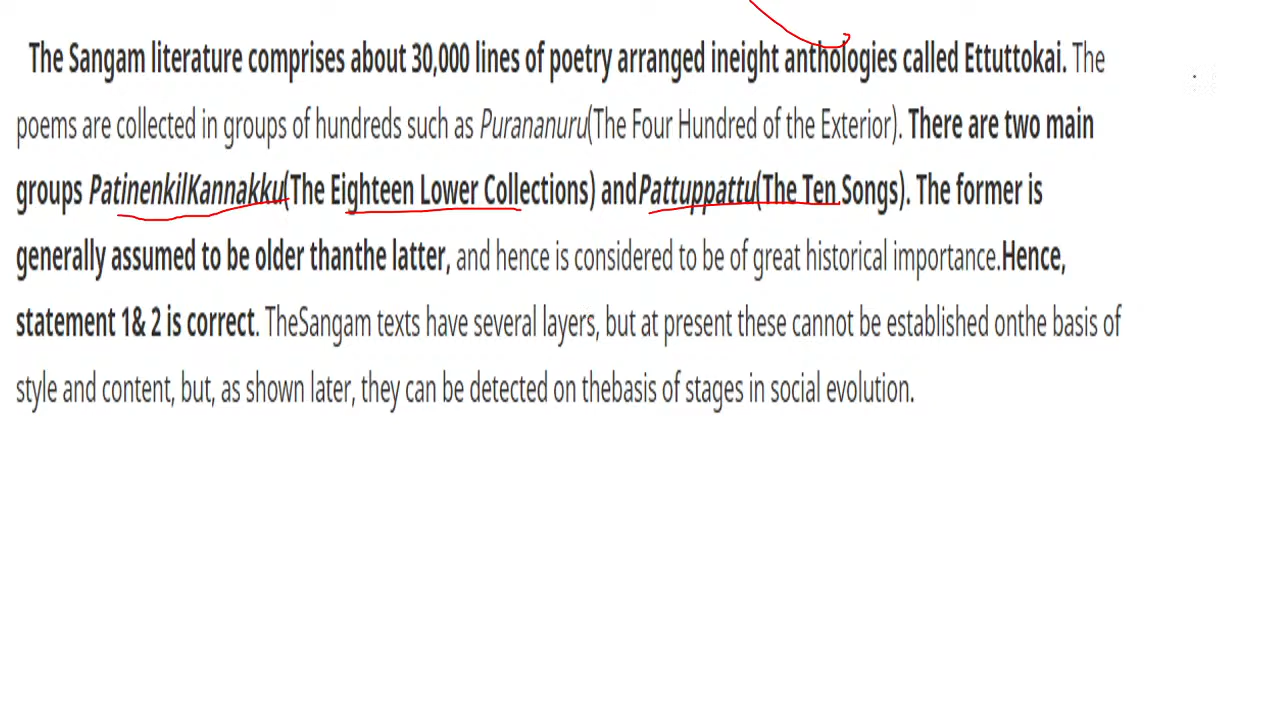 The Sangam literature comprises about 30,000 lines of poetry arranged ineight anthologies called Ettuttokai. The
poems are collected in groups of hundreds such as Purananuru(The Four Hundred of the Exterior). There are two main
groups PatinenkilKannakku(The Eighteen Lower Collections) andPattuppattu(The Ten Songs). The former is
generally assumed to be older thanthe latter, and hence is considered to be of great historical importance.Hence,
statement 1& 2 is correct. TheSangam texts have several layers, but at present these cannot be established onthe basis of
style and content, but, as shown later, they can be detected on thebasis of stages in social evolution.